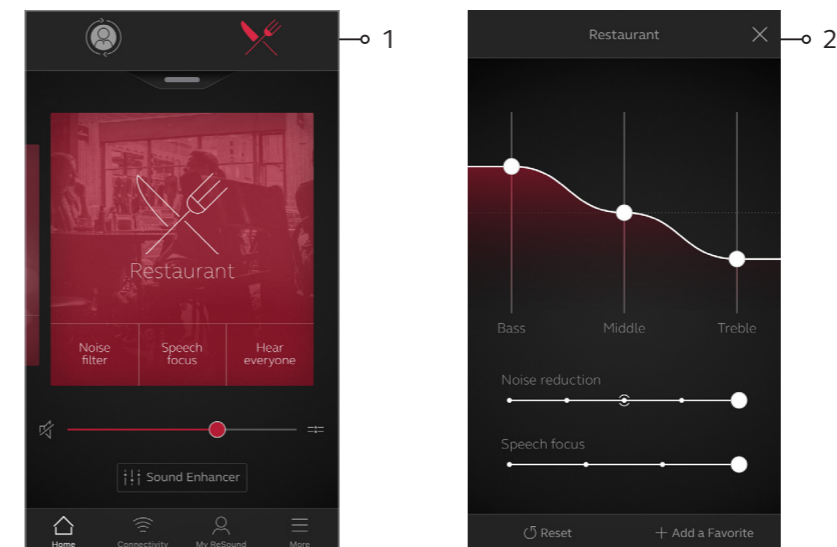 1
Restaurant
Noise filter
Speech focus
Hear everyone
Sound Enhancer
Home
Connectivity
My ReSound
More
Restaurant
2
Bass
Middle
Treble
Noise reduction
Speech focus
Reset
+ Add a Favorite